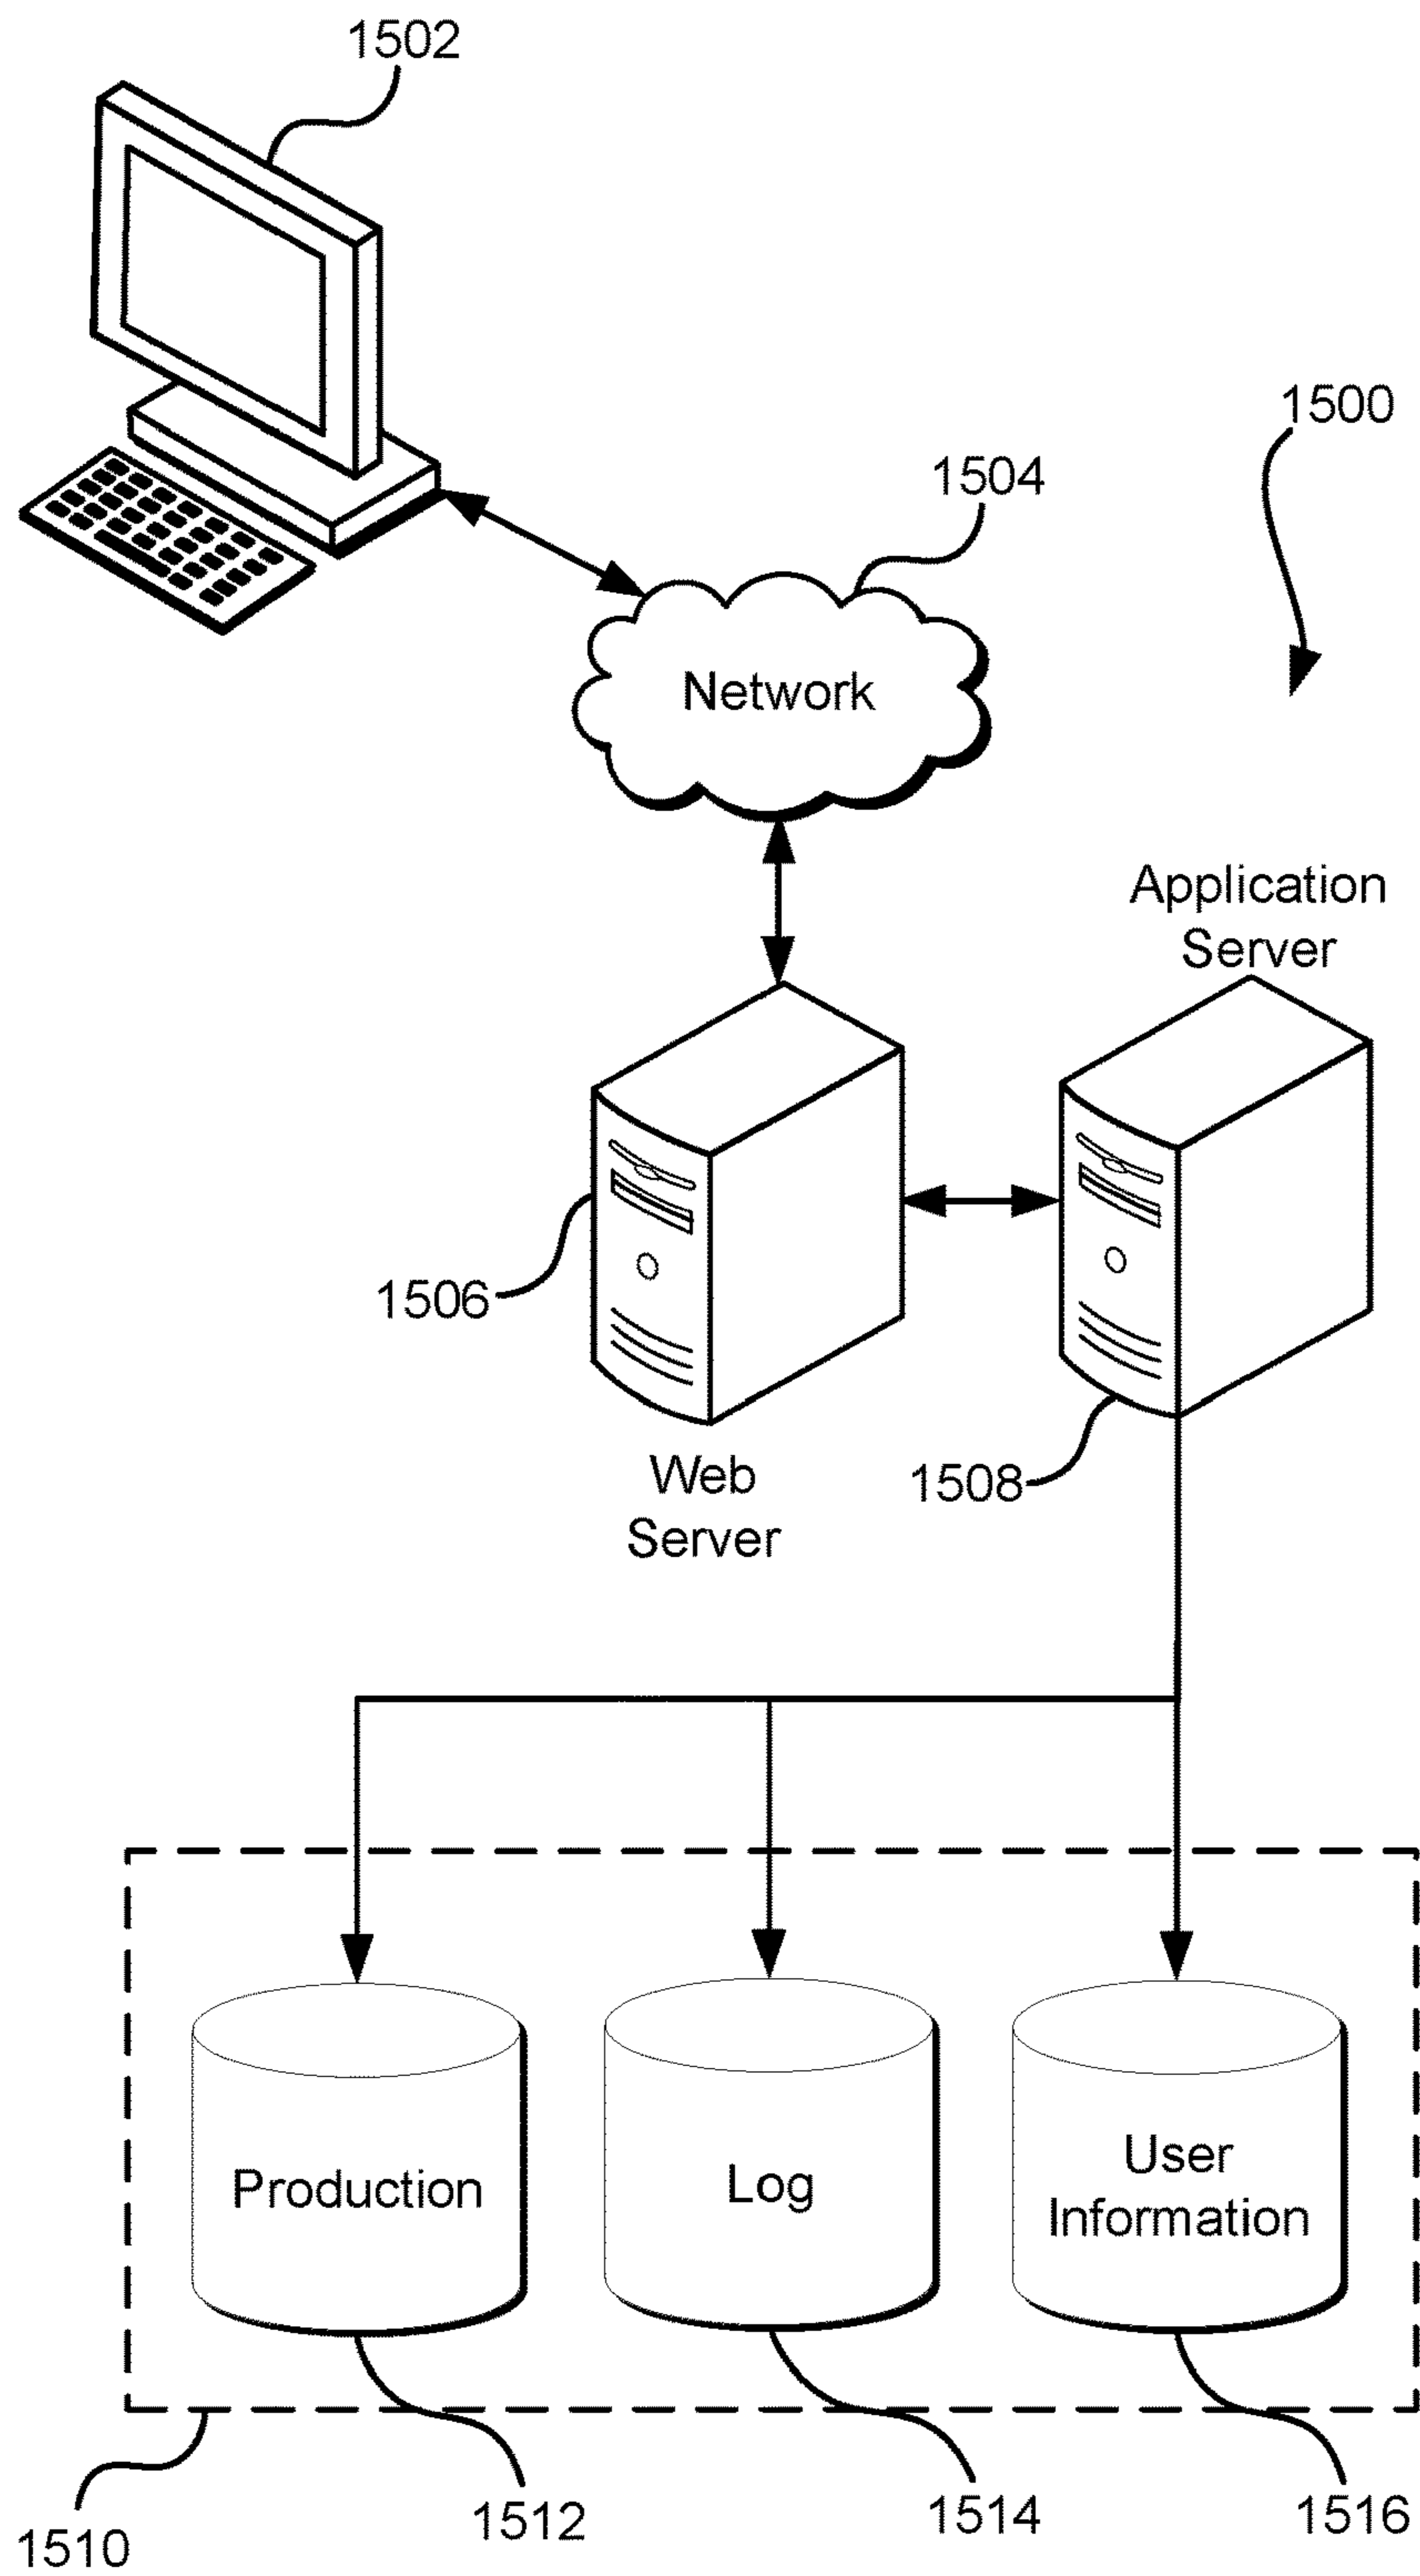 1502
1500
1504
Network
Application
Server
1506
1508
Web
Server
Production
Log
User
Information
1510
1512
1514
1516